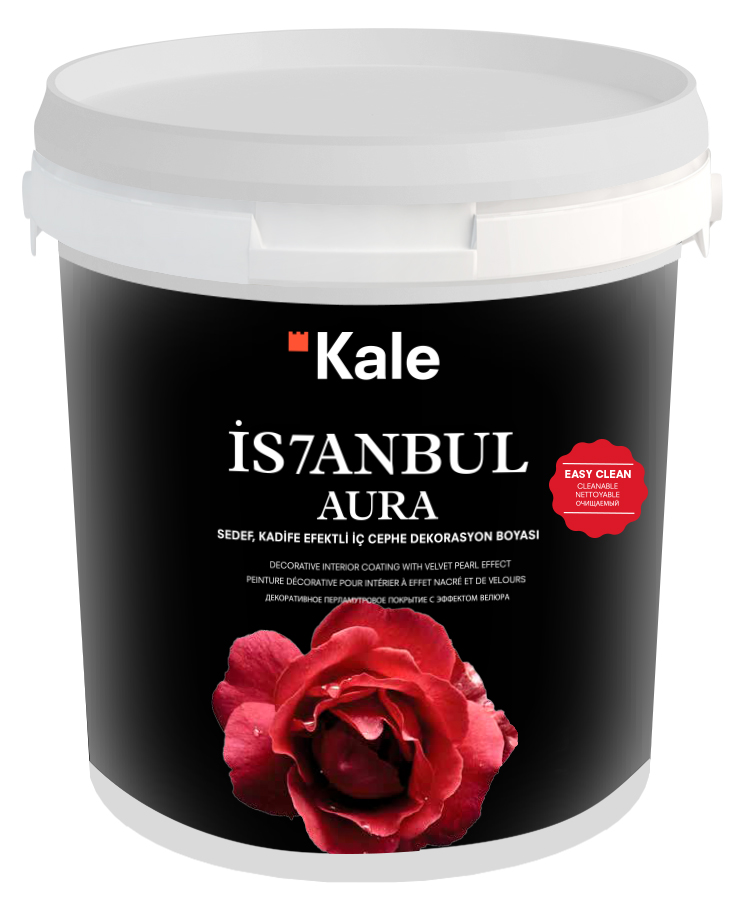 Kale
İS7ANBUL
AURA
SEDEF, KADİFE EFEKTLİ İÇ CEPHE DEKORASYON BOYASI
DECORATIVE INTERIOR COATING WITH VELVET PEARL EFFECT
PEINTURE DÉCORATIVE POUR INTÉRIER À EFFET NACRÉ ET DE VELOURS
ДЕКОРАТИВНОЕ ПЕРЛАМУТРОВОЕ ПОКРЫТИЕ С ЭФФЕКТОМ ВЕЛЮРА
EASY CLEAN
CLEANABLE
NETTOYABLE
ОЧИЩАЕМЫЙ